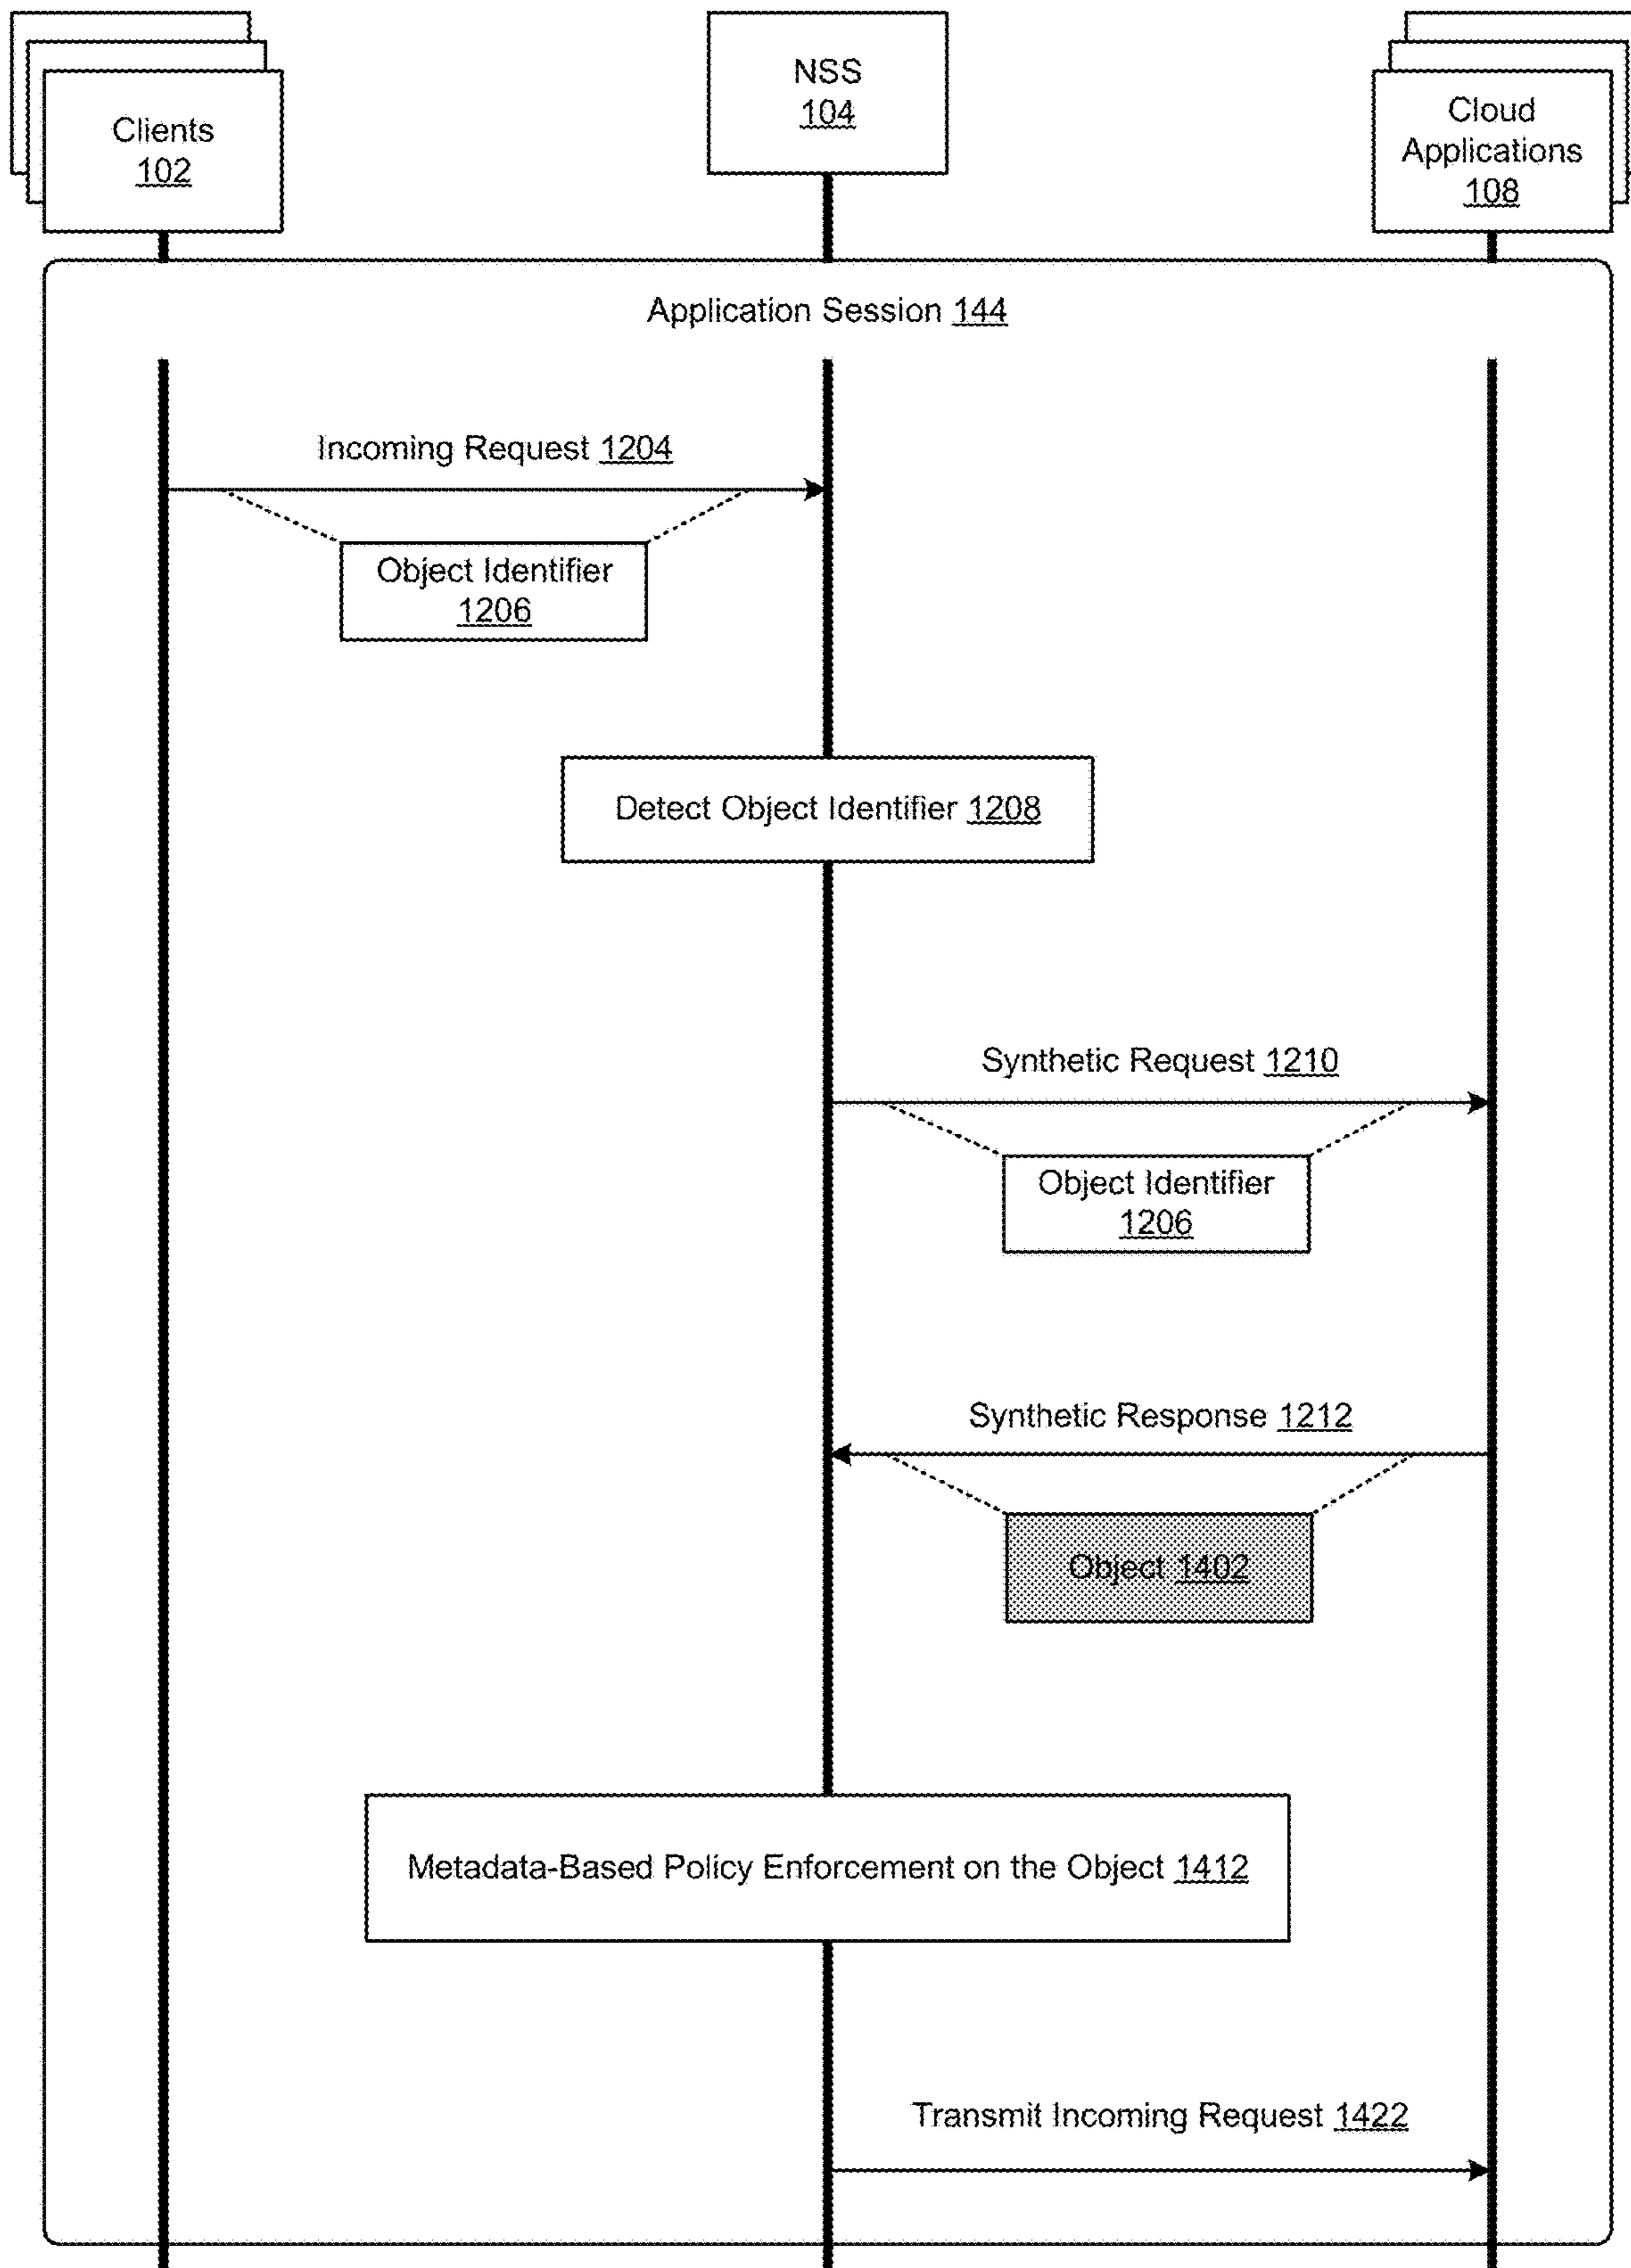 Clients
102
NSS
104
Cloud
Applications
108
Application Session 144
Incoming Request 1204
Object Identifier
1206
Detect Object Identifier 1208
Synthetic Request 1210
Object Identifier
1206
Synthetic Response 1212
Object 1402
Metadata-Based Policy Enforcement on the Object 1412
Transmit Incoming Request 1422